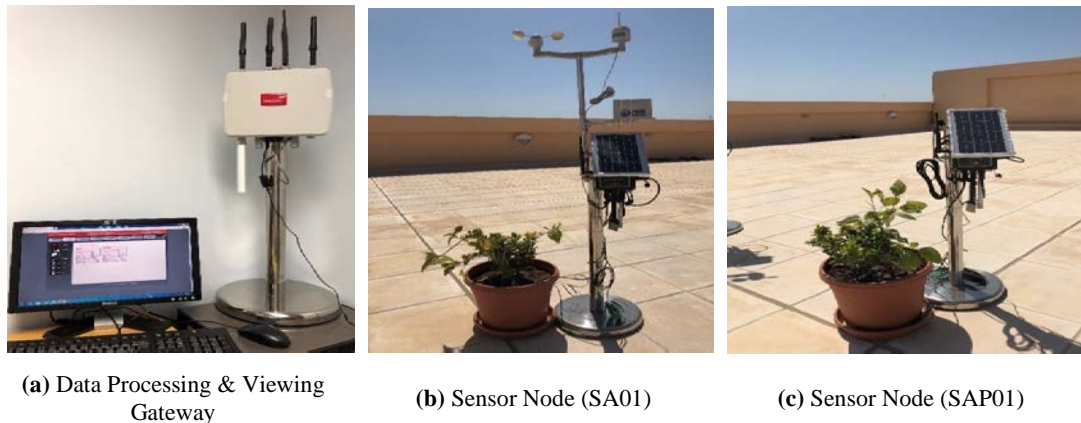 (a) Data Processing & Viewing
Gateway
(b) Sensor Node (SA01)
(c) Sensor Node (SAP01)